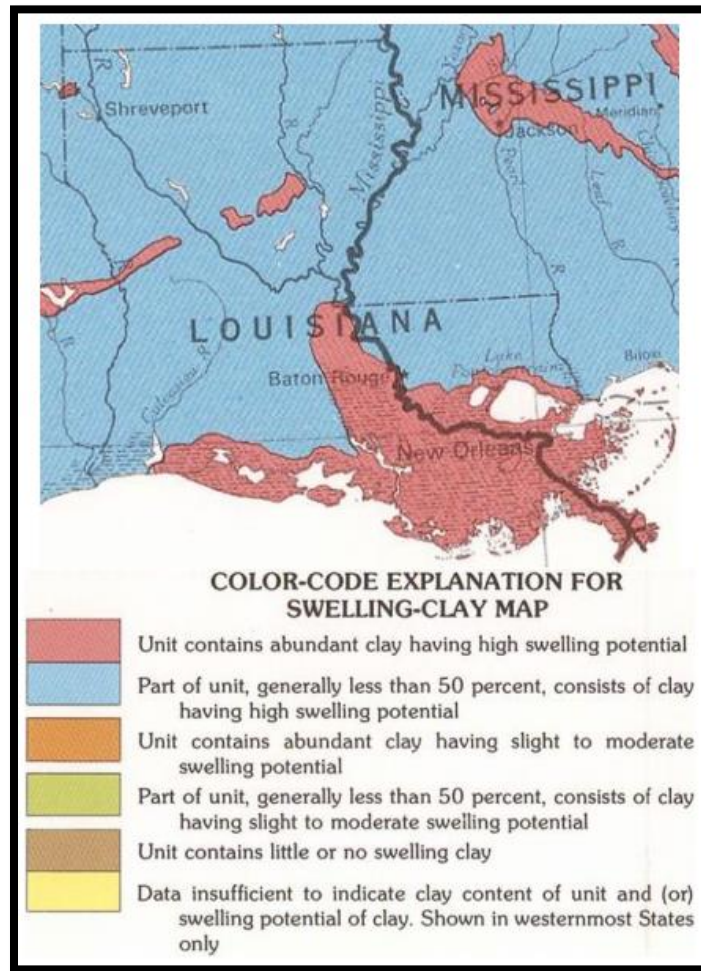 MISSISSIPPI
Shreveport
R
R
Mississippi
Meridian
Jackson
Pearl
Leaf
R
R
R
LOUISIANA
R
R
R
Calcasieu
Baton Rouge
Lake
Biloxi
New Orleans
COLOR-CODE EXPLANATION FOR
SWELLING-CLAY MAP
Unit contains abundant clay having high swelling potential
Part of unit, generally less than 50 percent, consists of clay
having high swelling potential
Unit contains abundant clay having slight to moderate
swelling potential
Part of unit, generally less than 50 percent, consists of clay
having slight to moderate swelling potential
Unit contains little or no swelling clay
Data insufficient to indicate clay content of unit and (or)
swelling potential of clay. Shown in westernmost States
only